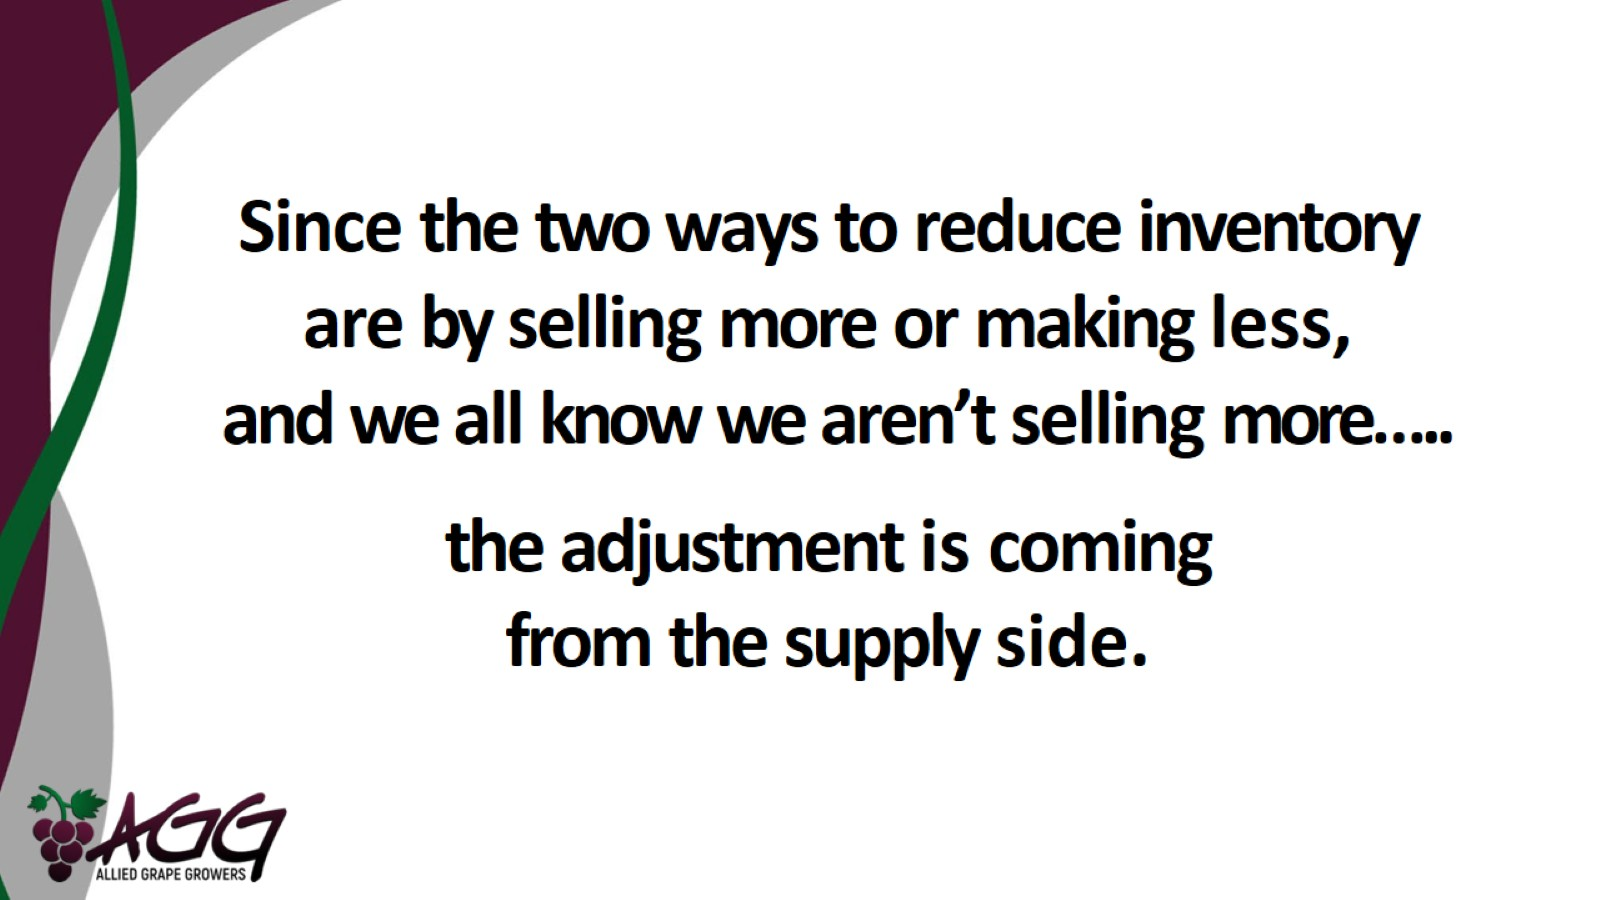 Since the two ways to reduce inventory
are by selling more or making less,
and we all know we aren’t selling more…..
the adjustment is coming
from the supply side.
AGG
ALLIED GRAPE GROWERS